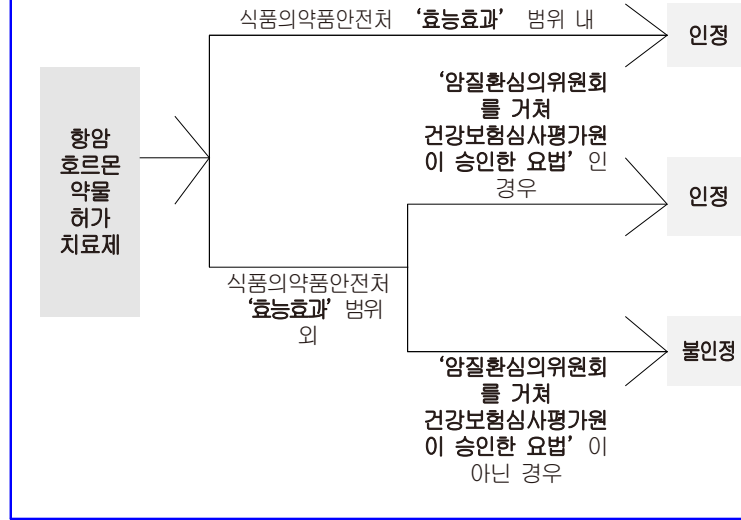 식품의약품안전처 ‘효능효과’ 범위 내
인정
‘암질환심의위원회
를 거쳐
건강보험심사평가원
이 승인한 요법’ 인
경우
항암
호르몬
약물
허가
치료제
인정
식품의약품안전처
‘효능효과’ 범위
외
불인정
‘암질환심의위원회
를 거쳐
건강보험심사평가원
이 승인한 요법’ 이
아닌 경우